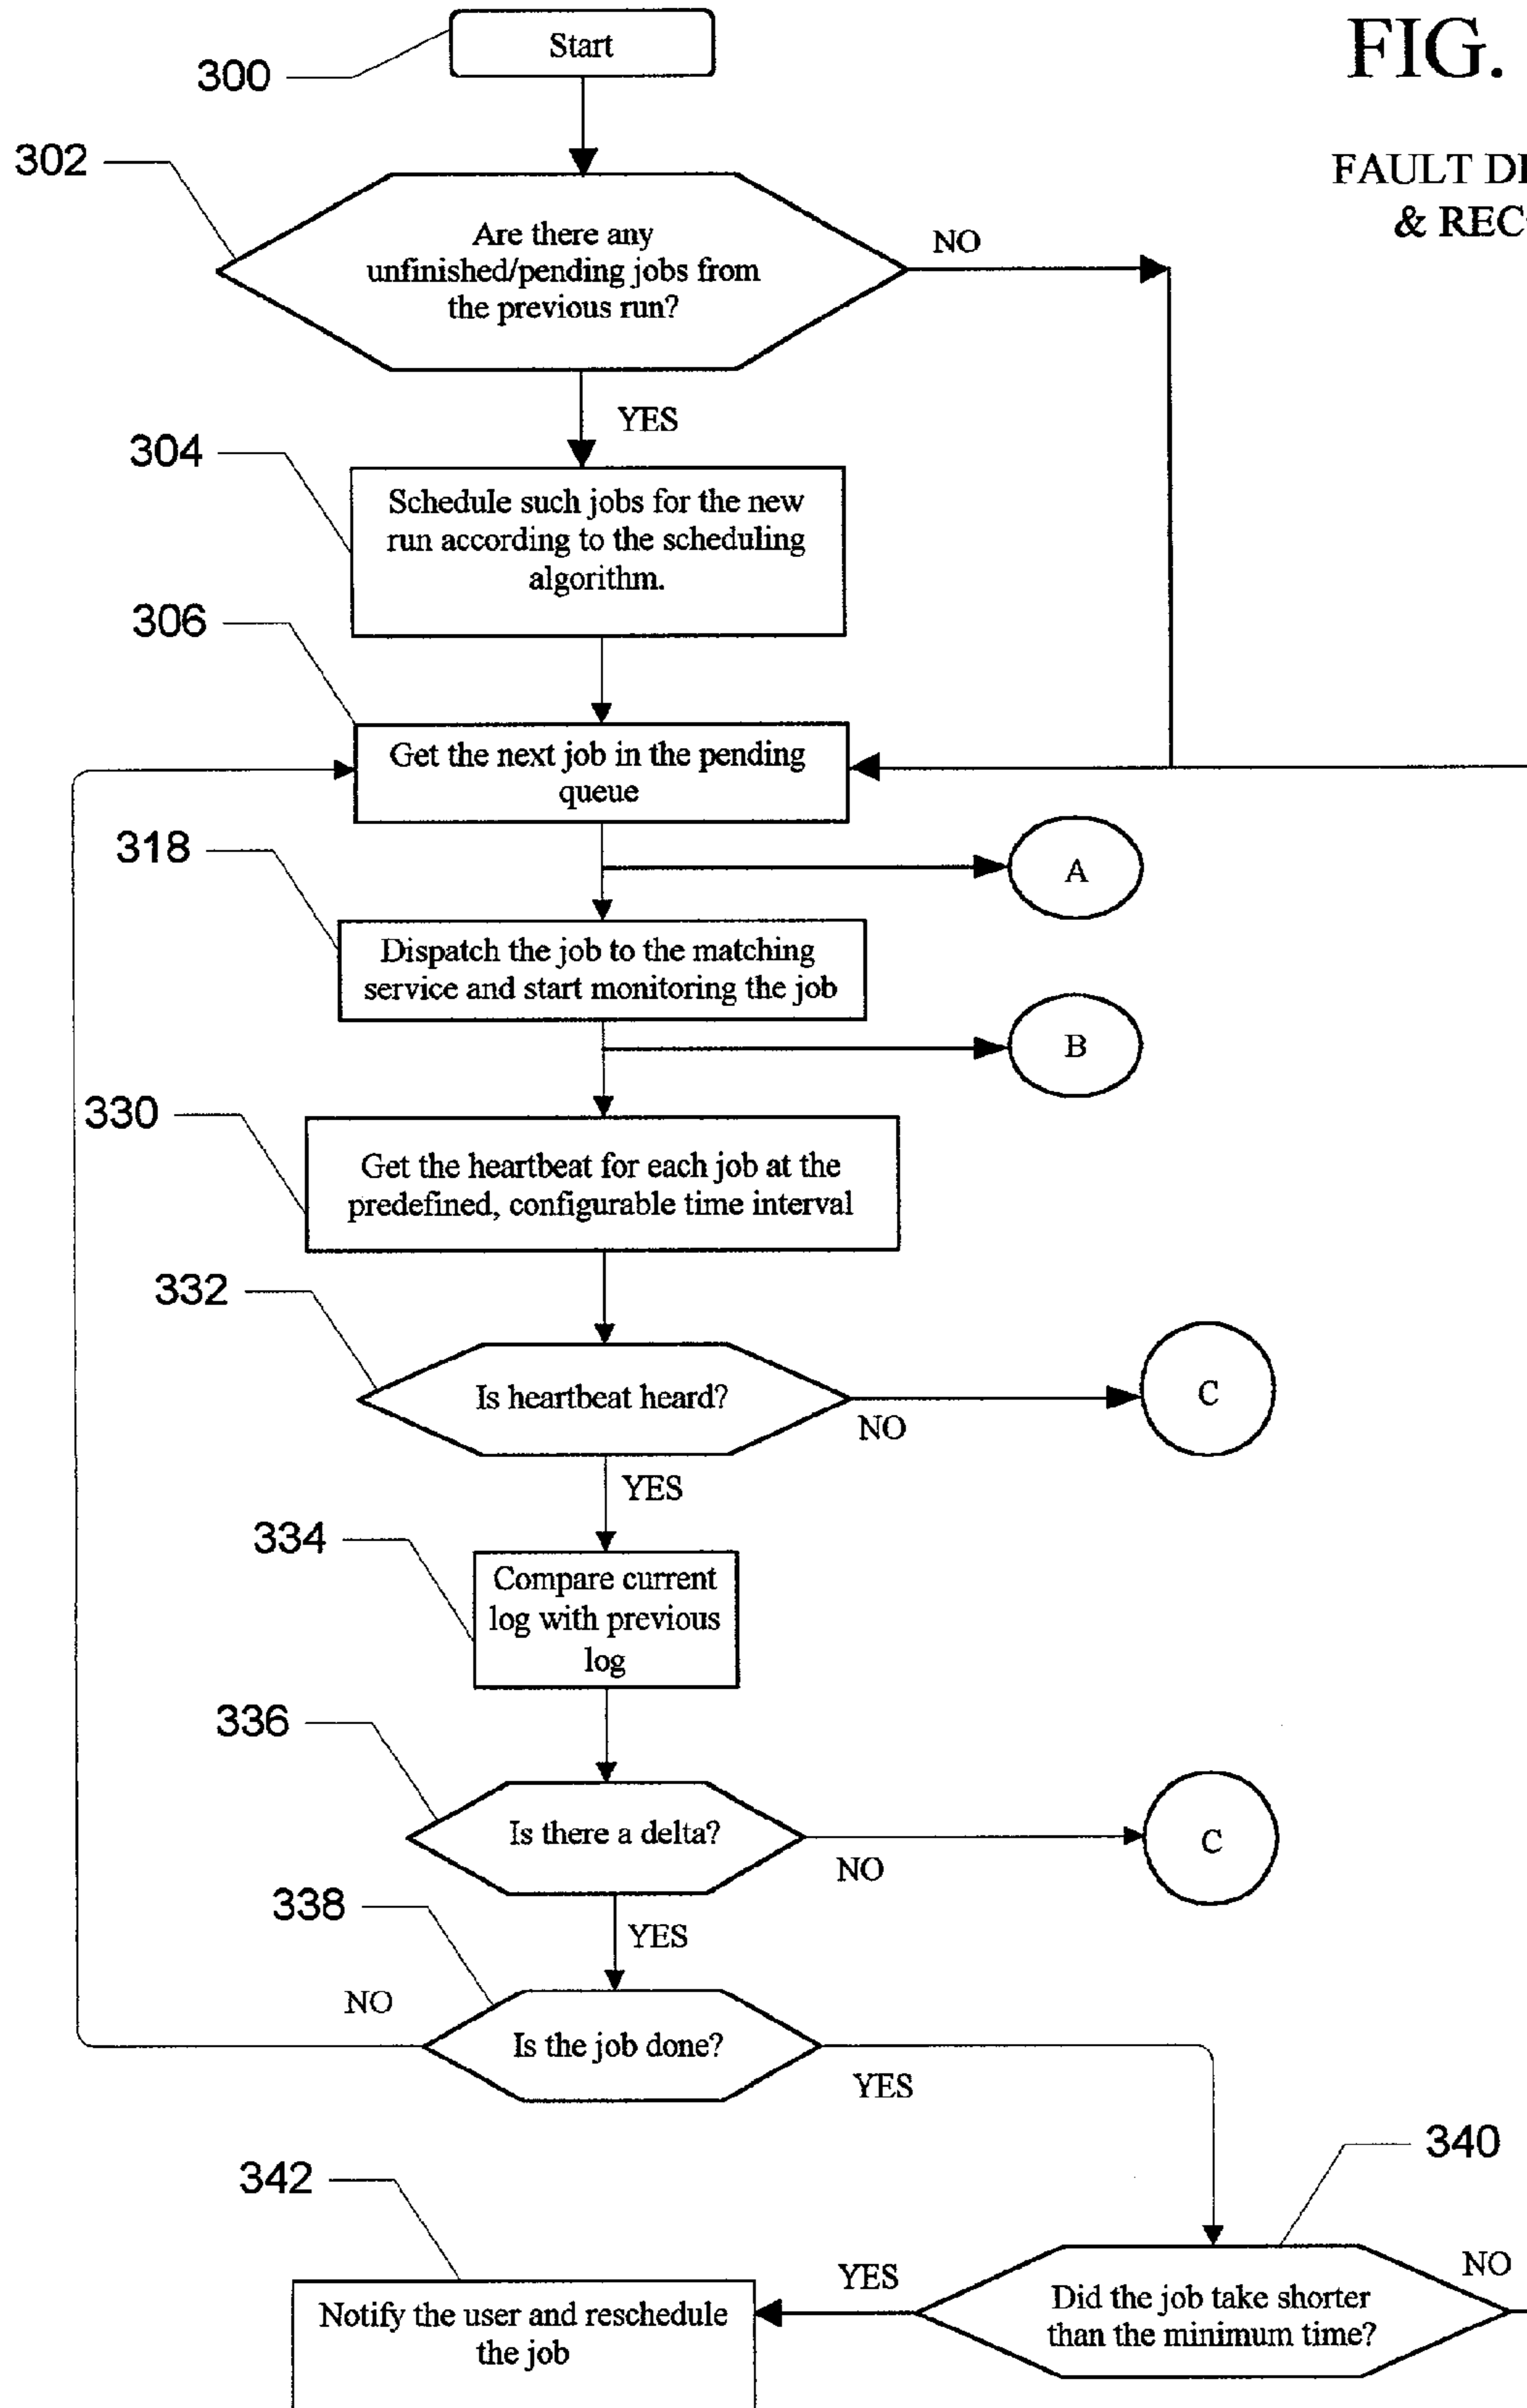 FIG.
FAULT
& REC
300
Start
302
Are there any
unfinished/pending jobs from
the previous run?
NO
YES
304
Schedule such jobs for the new
run according to the scheduling
algorithm.
306
Get the next job in the pending
queue
A
318
Dispatch the job to the matching
service and start monitoring the job
B
330
Get the heartbeat for each job at the
predefined, configurable time interval
332
Is heartbeat heard?
NO
C
YES
334
Compare current
log with previous
log
336
Is there a delta?
NO
C
YES
338
NO
Is the job done?
YES
340
342
YES
NO
Did the job take shorter
than the minimum time?
Notify the user and reschedule
the job